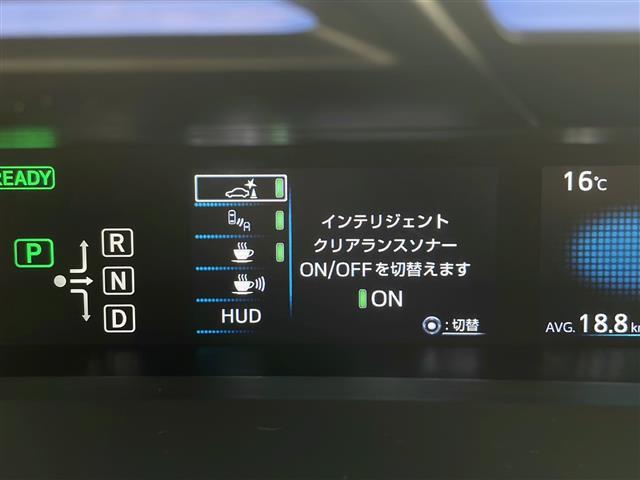 READY
P
R
N
D
HUD
インテリジェント
クリアランスソナー
ON/OFFを切替えます
ON
:切替
16℃
AVG. 18.8 km